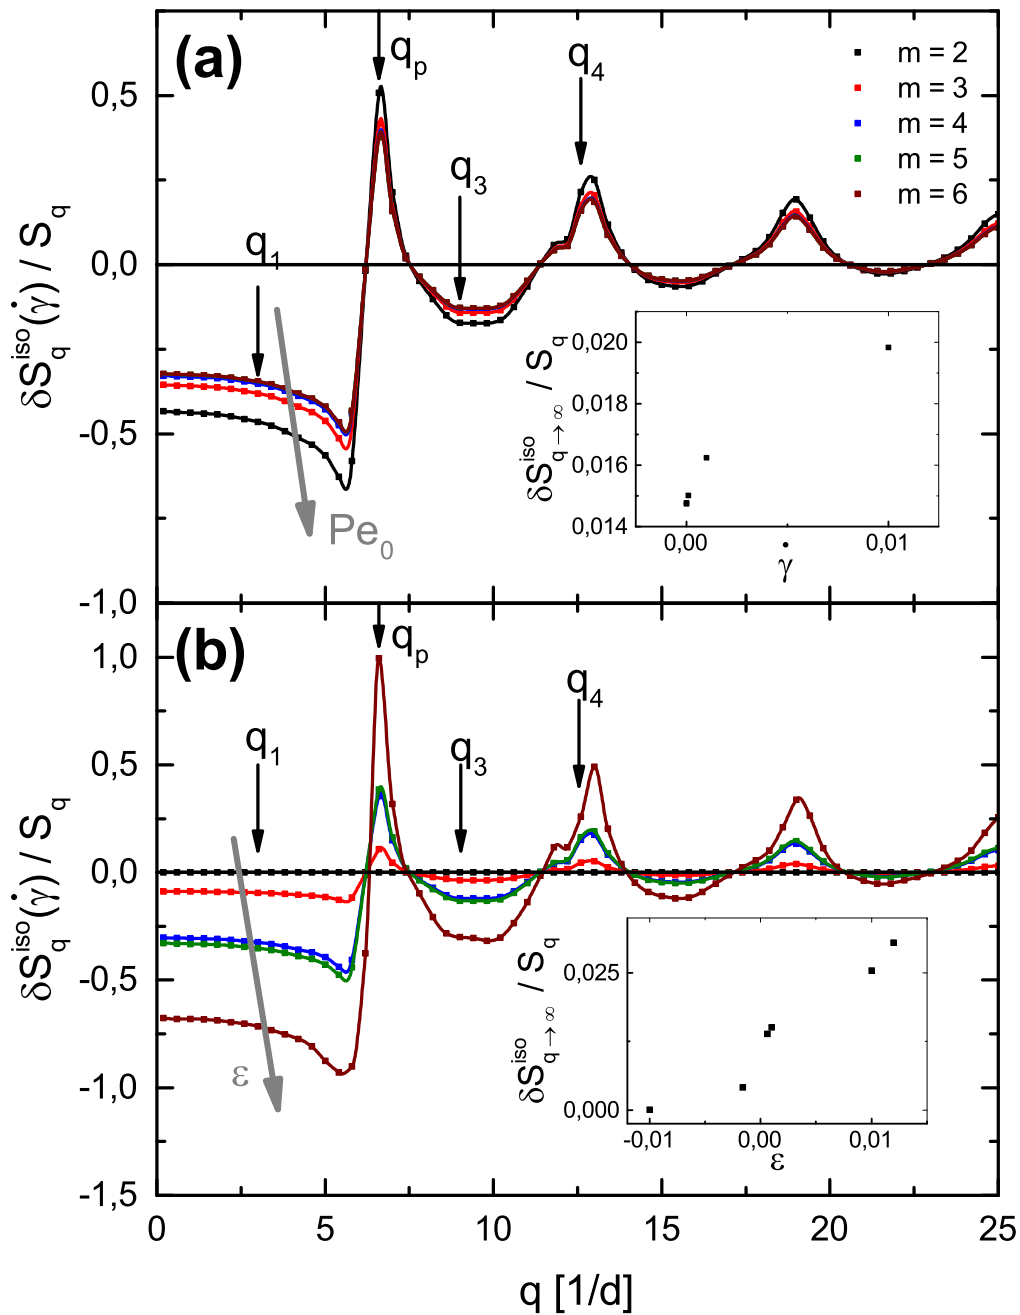 (a)
q_p
q_4
q_3
q_1
m = 2
m = 3
m = 4
m = 5
m = 6
0,5
0,0
-0,5
-1,0
δS_q^iso(γ̇) / S_q
Pe_0
δS^iso_q→∞ / S_q
0,020
0,018
0,016
0,014
0,00
0,01
γ̇
(b)
q_p
q_4
q_1
q_3
1,0
0,5
0,0
-0,5
-1,0
-1,5
δS_q^iso(γ̇) / S_q
ε
δS^iso_q→∞ / S_q
0,025
0,000
-0,01
0,00
0,01
ε
0
5
10
15
20
25
q [1/d]